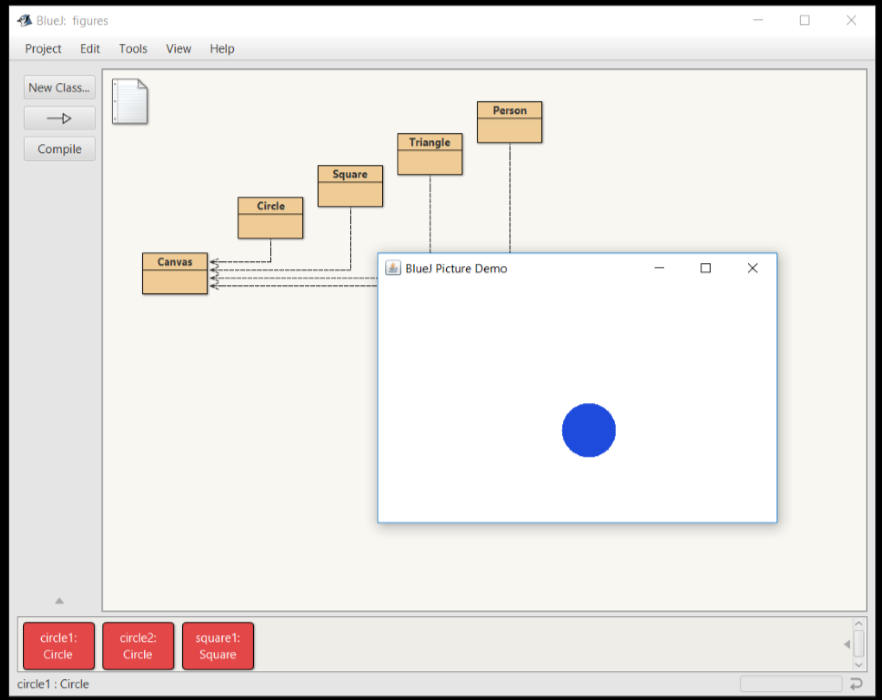 BlueJ: figures
Project Edit Tools View Help
New Class...
Compile
Person
Triangle
Square
Circle
Canvas
BlueJ Picture Demo
circle1:
Circle
circle2:
Circle
square1:
Square
circle1 : Circle